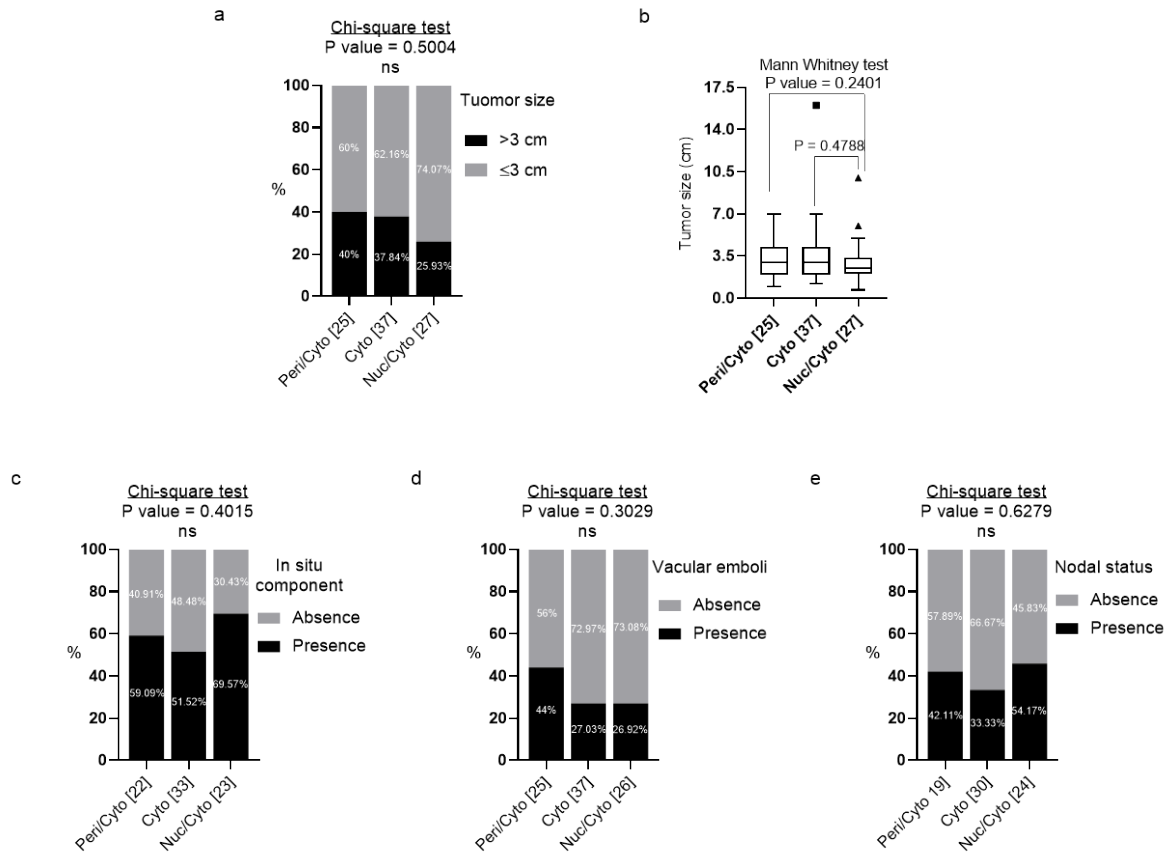 a
Chi-square test
P value = 0.5004
ns
100
80
60
40
20
0
%
60%
62.16%
74.07%
40%
37.84%
25.93%
Peri/Cyto [25]
Cyto [37]
Nuc/Cyto [27]
Tuomor size
>3 cm
≤3 cm
b
Mann Whitney test
P value = 0.2401
P = 0.4788
17.5
14.0
10.5
7.0
3.5
0.0
Tumor size (cm)
Peri/Cyto [25]
Cyto [37]
Nuc/Cyto [27]
c
Chi-square test
P value = 0.4015
ns
100
80
60
40
20
0
%
40.91%
48.48%
30.43%
59.09%
51.52%
69.57%
Peri/Cyto [22]
Cyto [33]
Nuc/Cyto [23]
In situ
component
Absence
Presence
d
Chi-square test
P value = 0.3029
ns
100
80
60
40
20
0
%
56%
72.97%
73.08%
44%
27.03%
26.92%
Peri/Cyto [25]
Cyto [37]
Nuc/Cyto [26]
Vacular emboli
Absence
Presence
e
Chi-square test
P value = 0.6279
ns
100
80
60
40
20
0
%
57.89%
66.67%
45.83%
42.11%
33.33%
54.17%
Peri/Cyto 19]
Cyto [30]
Nuc/Cyto [24]
Nodal status
Absence
Presence